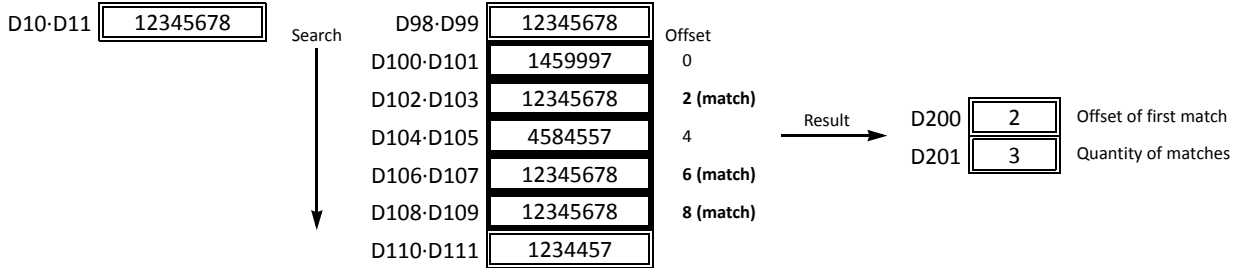 D10·D11 12345678 Search D98·D99 12345678 Offset
D100·D101 1459997 0
D102·D103 12345678 2 (match)
D104·D105 4584557 4 Result D200 2 Offset of first match
D201 3 Quantity of matches
D106·D107 12345678 6 (match)
D108·D109 12345678 8 (match)
D110·D111 1234457